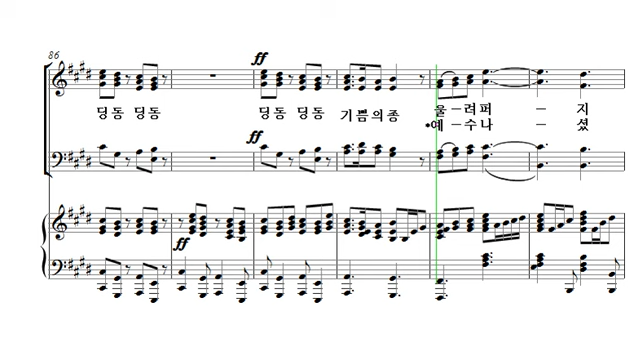 86
ff
딩동 딩동 딩동 딩동 기쁨의종 울 – 려퍼 – 지
ff
•예 – 수나 – 셨
ff